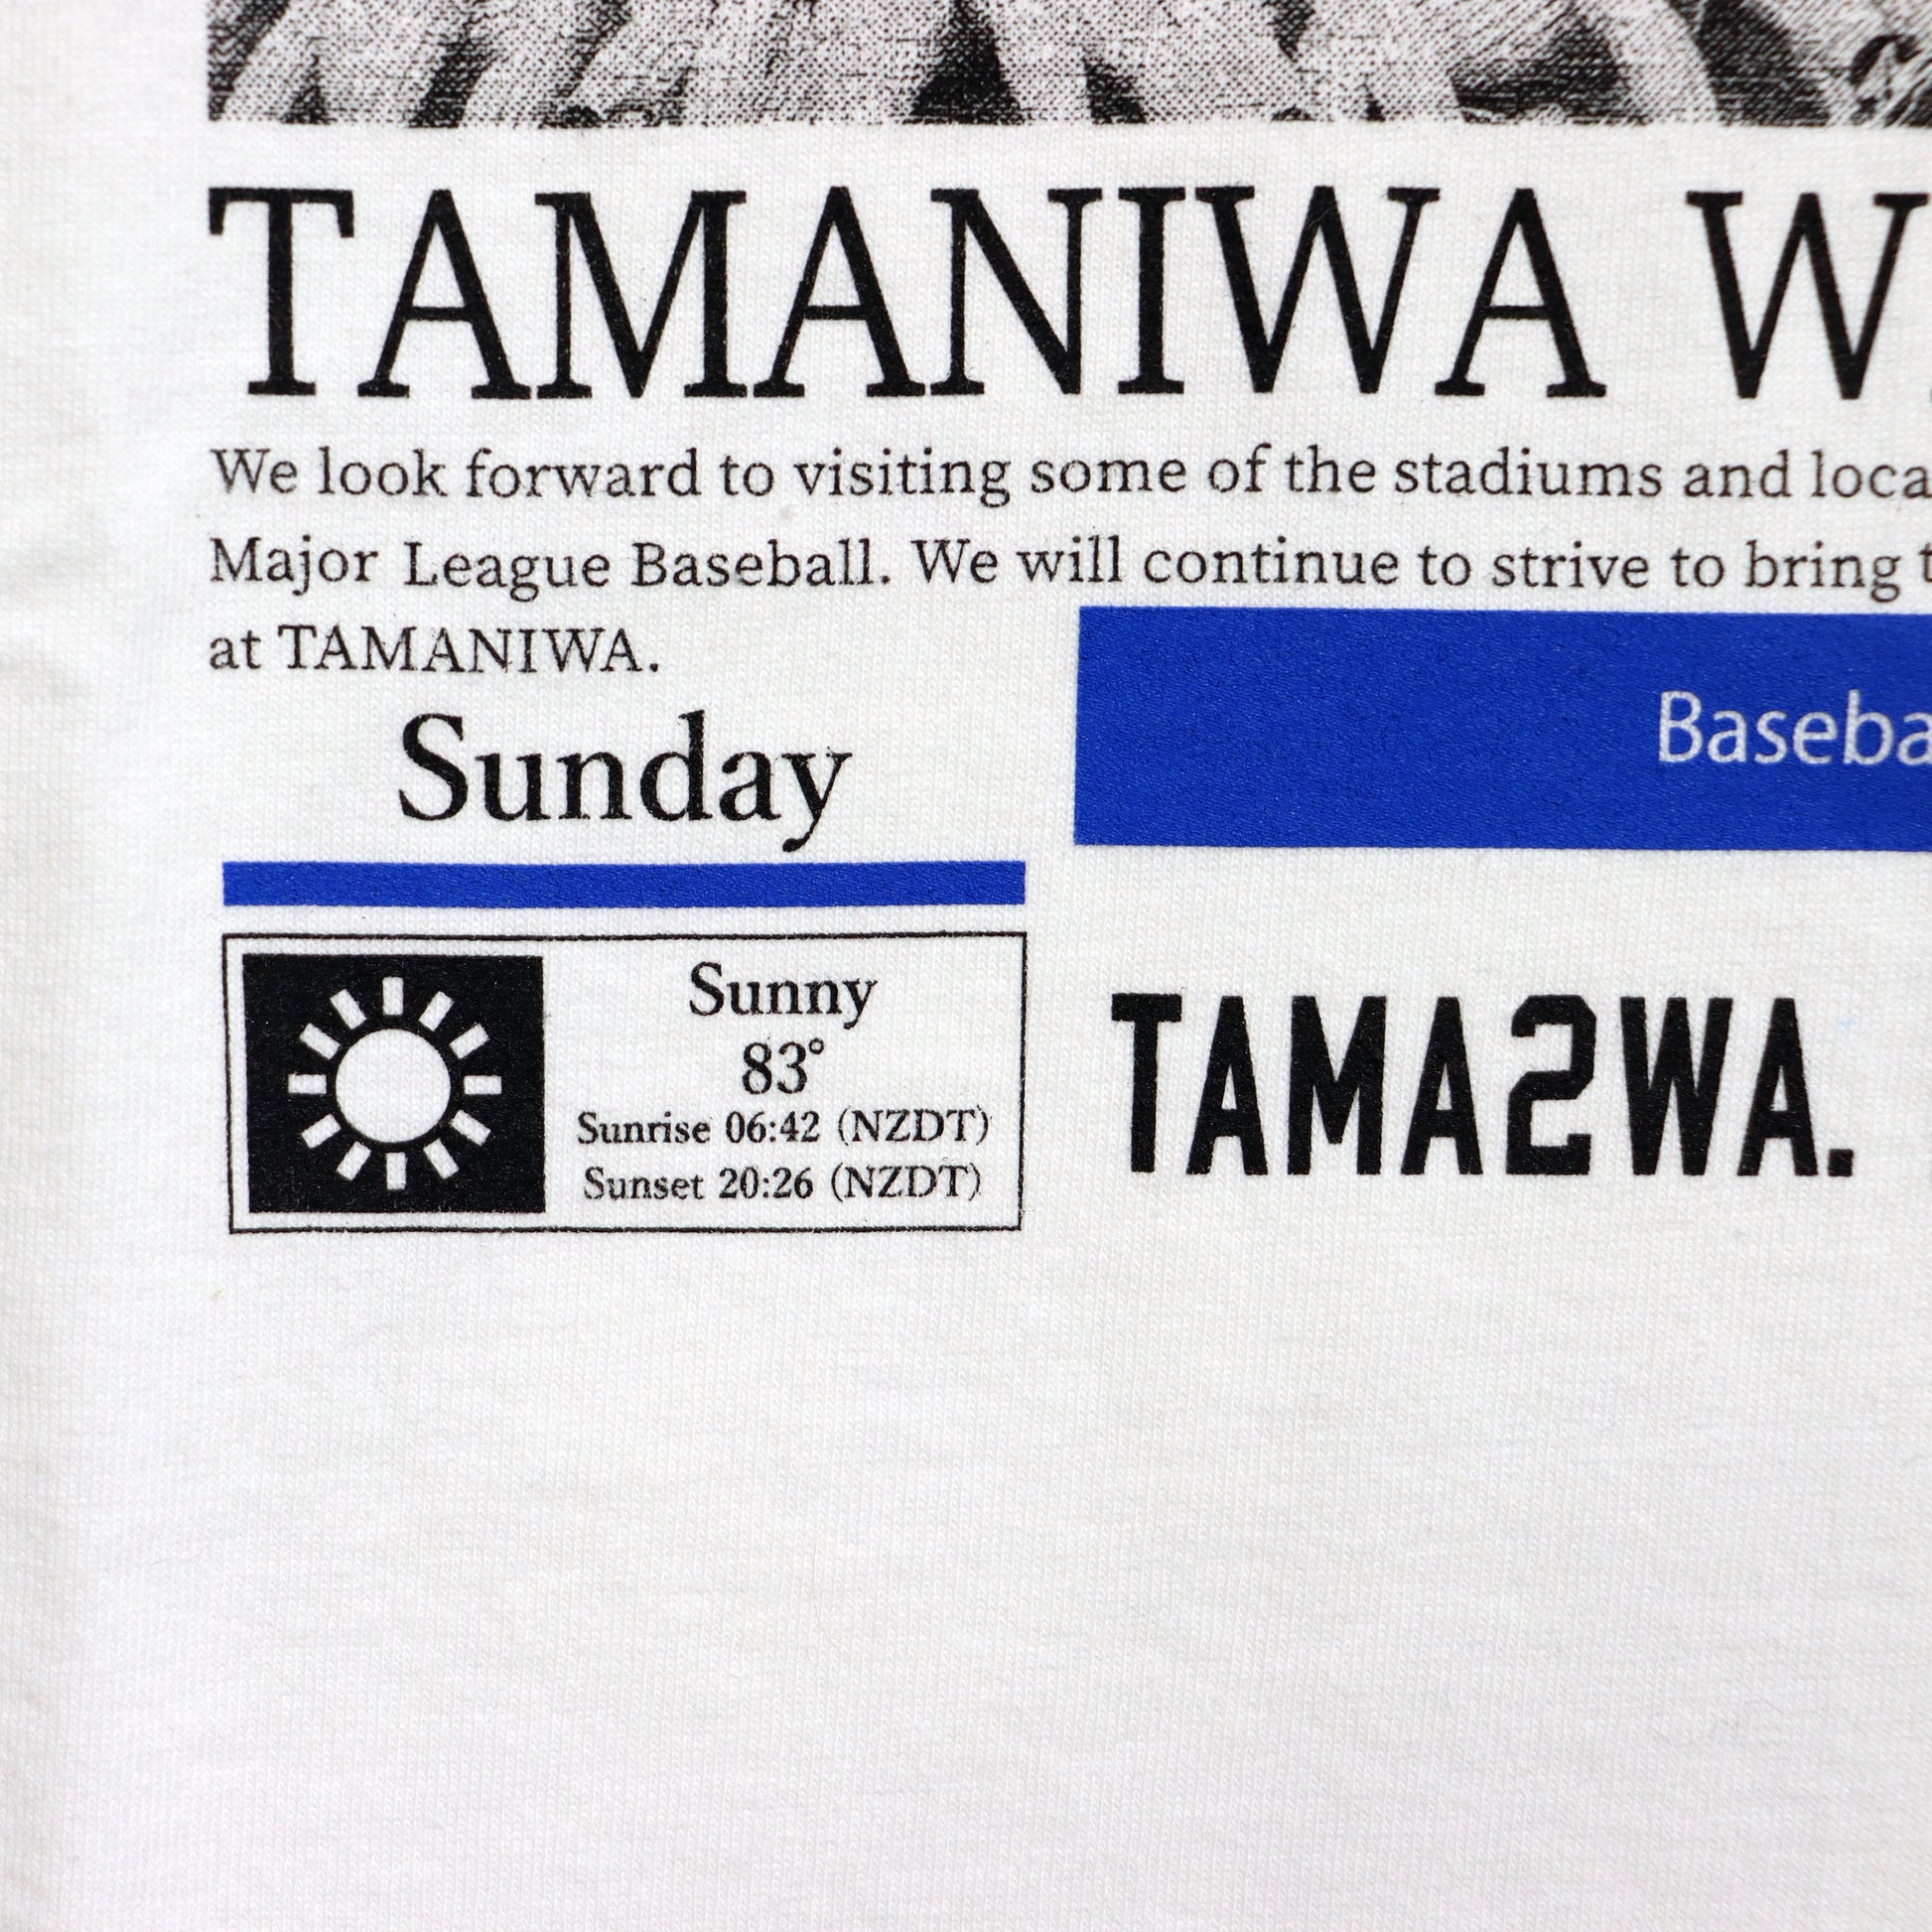 TAMANIWA W
We look forward to visiting some of the stadiums and loca
Major League Baseball. We will continue to strive to bring t
at TAMANIWA.
Sunday
Baseba
Sunny
83°
Sunrise 06:42 (NZDT)
Sunset 20:26 (NZDT)
TAMA2WA.